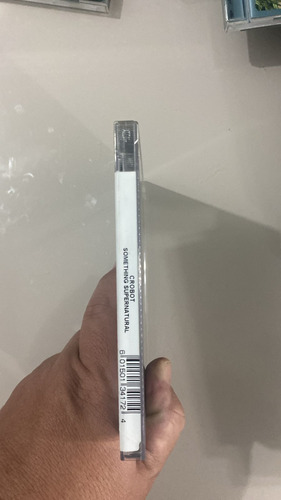 CROBOT
SOMETHING SUPERNATURAL
6 01501 34172 4